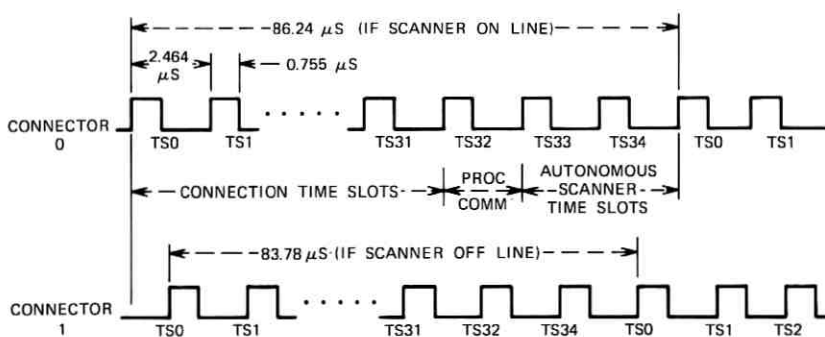 86.24 μS (IF SCANNER ON LINE)
2.464 μS
0.755 μS
CONNECTOR 0
TS0 TS1 TS31 TS32 TS33 TS34 TS0 TS1
CONNECTION TIME SLOTS
PROC COMM
AUTONOMOUS SCANNER TIME SLOTS
83.78 μS (IF SCANNER OFF LINE)
CONNECTOR 1
TS0 TS1 TS31 TS32 TS34 TS0 TS1 TS2